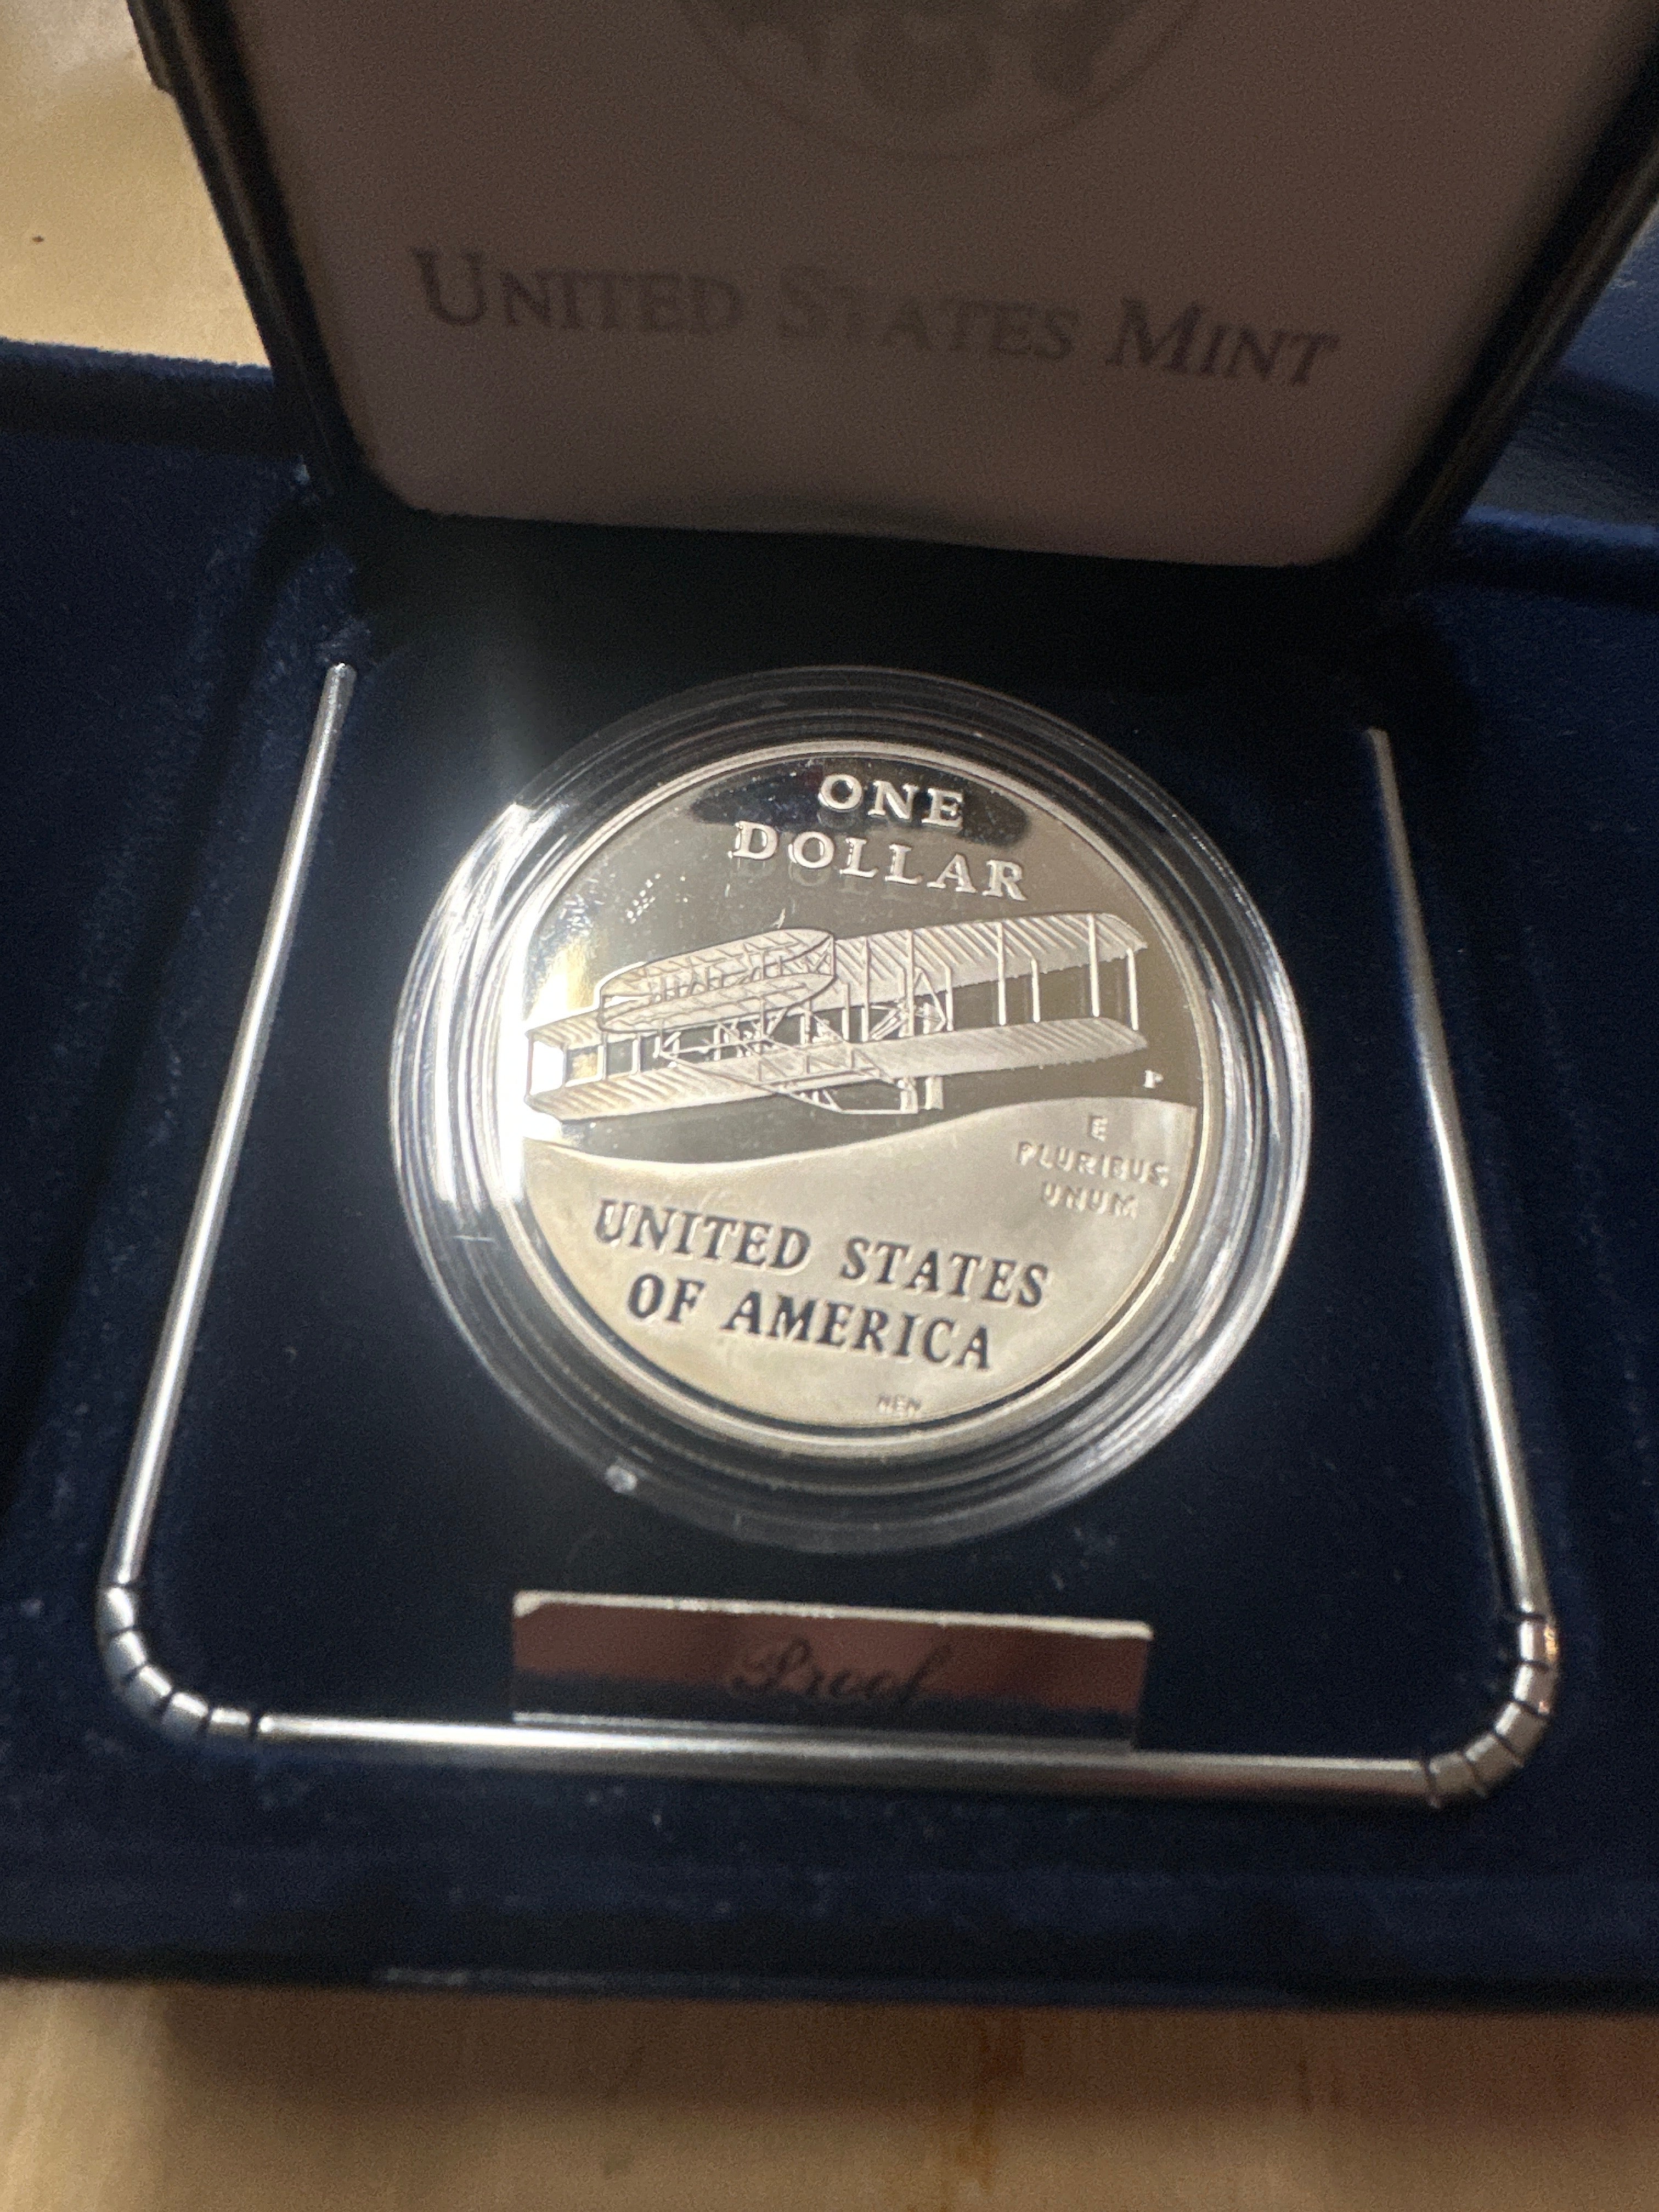 UNITED STATES MINT
ONE
DOLLAR
P
E
PLURIBUS
UNUM
UNITED STATES
OF AMERICA
NEN
Proof